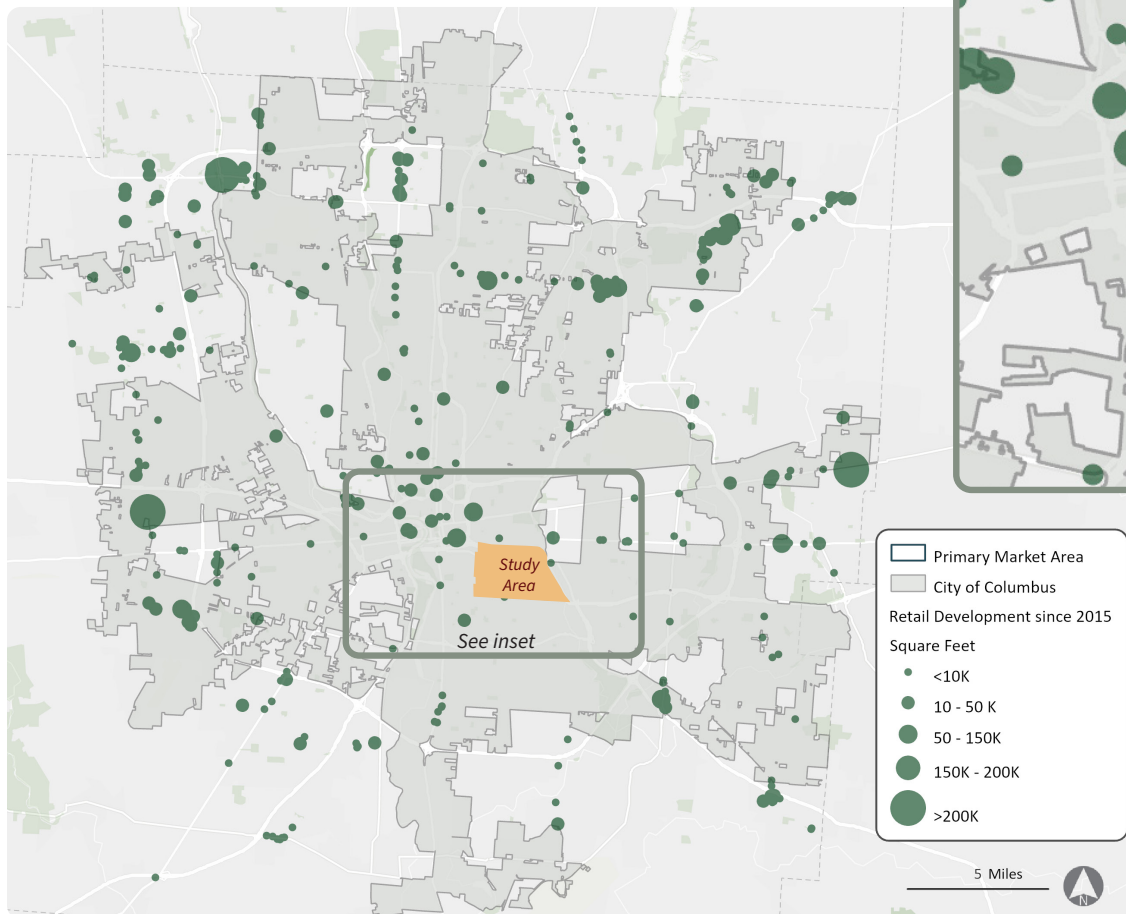 Study
Area
See inset
Primary Market Area
City of Columbus
Retail Development since 2015
Square Feet
<10K
10 - 50 K
50 - 150K
150K - 200K
>200K
5 Miles
N